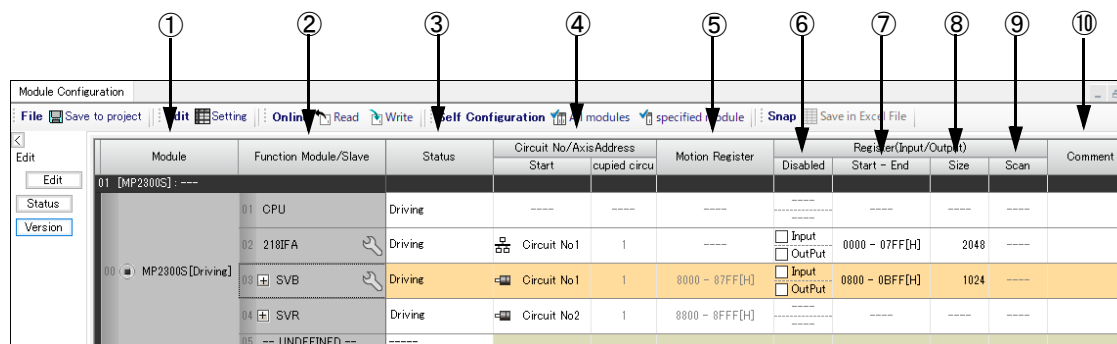 ① ② ③ ④ ⑤ ⑥ ⑦ ⑧ ⑨ ⑩
Module Configuration
File Save to project Edit Setting Online Read Write Self Configuration All modules specified module Snap Save in Excel File
Edit
Edit
Status
Version
Module Function Module/Slave Status Circuit No/AxisAddress Motion Register Register(Input/Output) Comment
Start cupied circu Disabled Start - End Size Scan
01 [MP2300S] : ---
01 CPU Driving ---- ---- ---- ---- ---- ---- ---- ----
02 218IFA Driving Circuit No1 1 ---- Input OutPut 0000 - 07FF[H] 2048 ----
00 MP2300S[Driving]
03 + SVB Driving Circuit No1 1 8000 - 87FF[H] Input OutPut 0800 - 0BFF[H] 1024 ----
04 + SVR Driving Circuit No2 1 8800 - 8FFF[H] ---- ---- ---- ---- ----
05 -- UNDEFINED -- -----